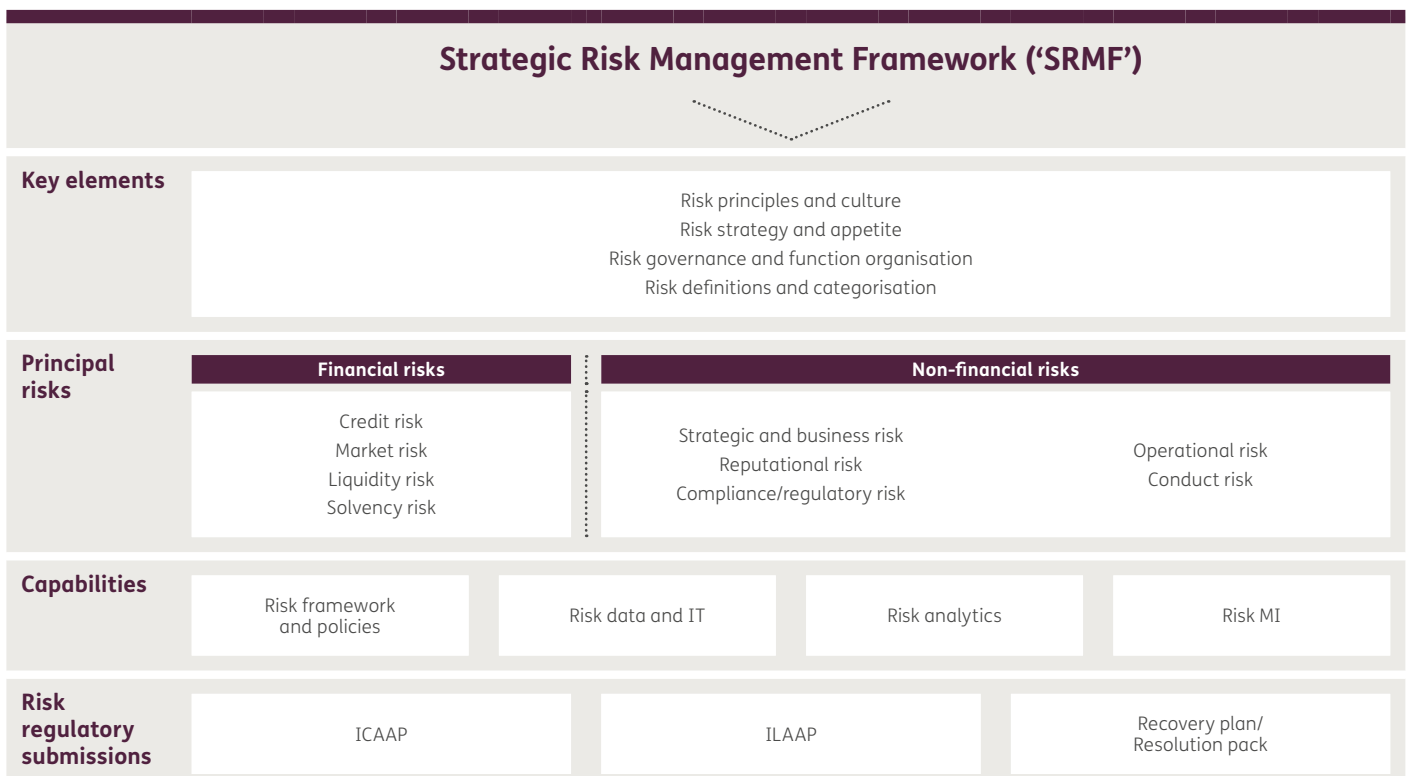 Strategic Risk Management Framework (‘SRMF’)
Key elements
Risk principles and culture
Risk strategy and appetite
Risk governance and function organisation
Risk definitions and categorisation
Principal
risks
Financial risks
Credit risk
Market risk
Liquidity risk
Solvency risk
Non-financial risks
Strategic and business risk
Reputational risk
Compliance/regulatory risk
Operational risk
Conduct risk
Capabilities
Risk framework
and policies
Risk data and IT
Risk analytics
Risk MI
Risk
regulatory
submissions
ICAAP
ILAAP
Recovery plan/
Resolution pack